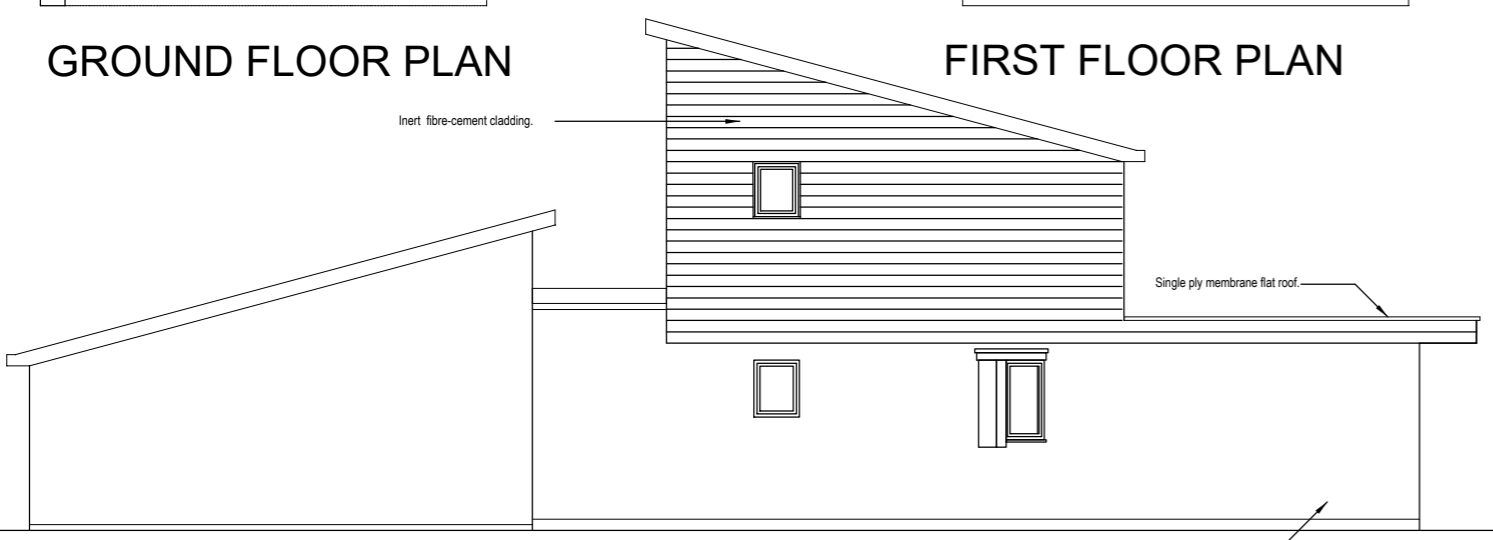 GROUND FLOOR PLAN
FIRST FLOOR PLAN
Inert fibre-cement cladding.
Single ply membrane flat roof.